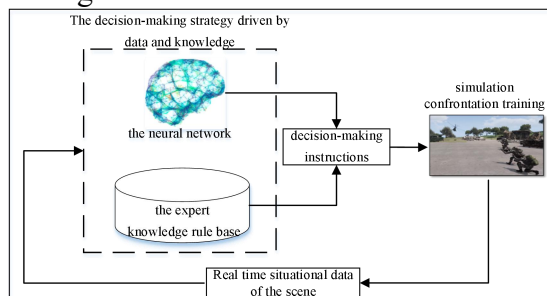 The decision-making strategy driven by
data and knowledge
the neural network
the expert
knowledge rule base
decision-making
instructions
simulation
confrontation training
Real time situational data
of the scene